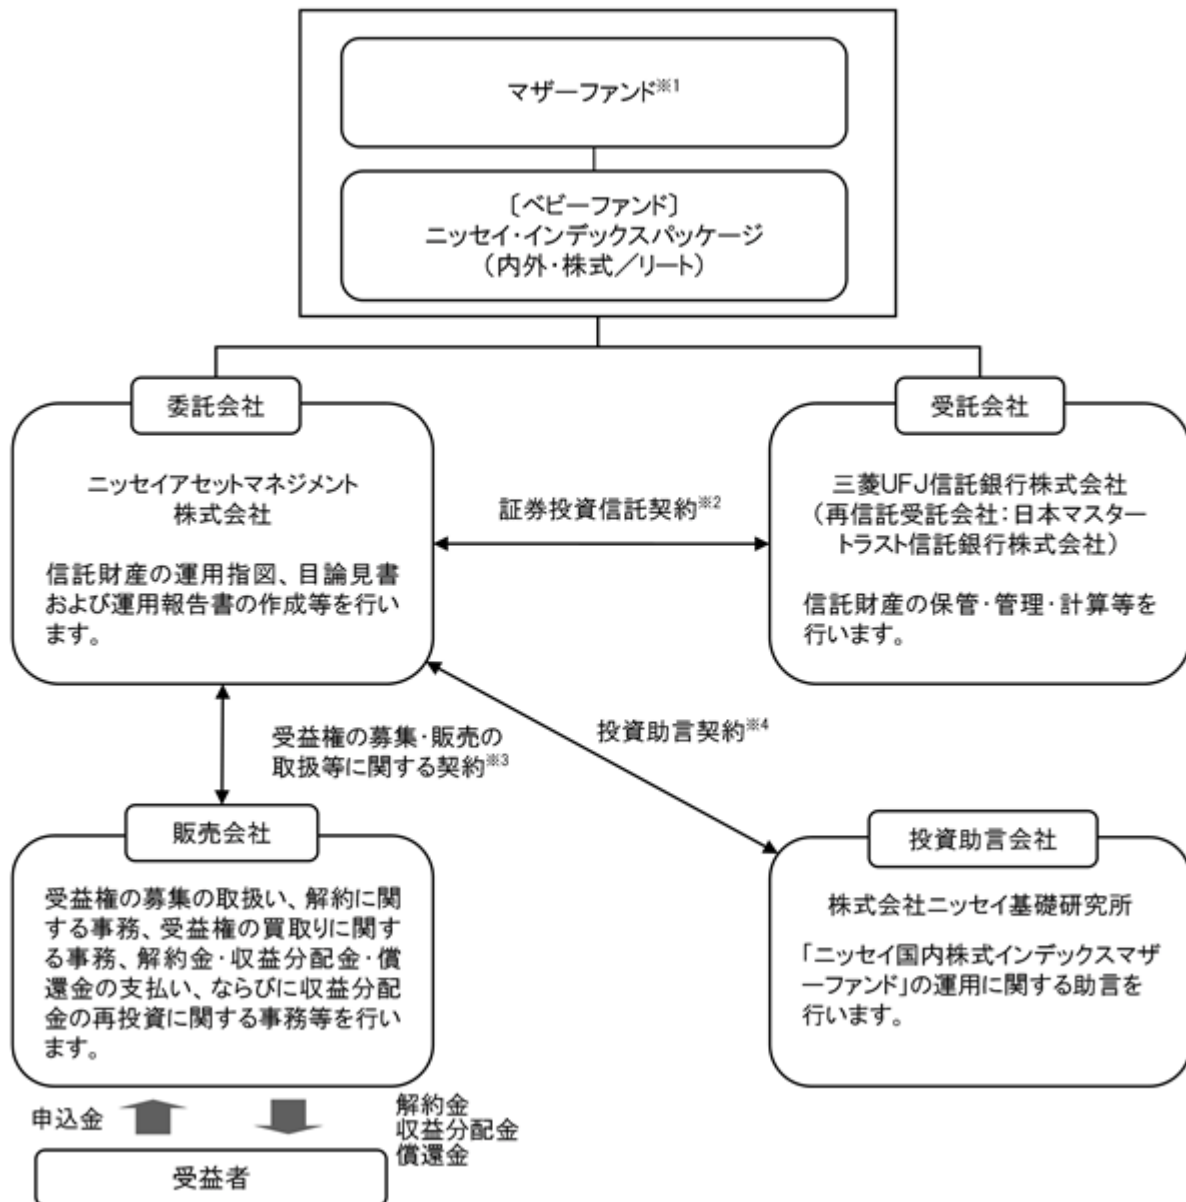 マザーファンド※1
〔ベビーファンド〕
ニッセイ・インデックスパッケージ
（内外・株式／リート）
委託会社
ニッセイアセットマネジメント
株式会社
信託財産の運用指図、目論見書
および運用報告書の作成等を行い
ます。
証券投資信託契約※2
受託会社
三菱UFJ信託銀行株式会社
（再信託受託会社：日本マスター
トラスト信託銀行株式会社）
信託財産の保管・管理・計算等を
行います。
受益権の募集・販売の
取扱等に関する契約※3
投資助言契約※4
販売会社
受益権の募集の取扱い、解約に関
する事務、受益権の買取りに関す
る事務、解約金・収益分配金・償
還金の支払い、ならびに収益分配
金の再投資に関する事務等を行い
ます。
投資助言会社
株式会社ニッセイ基礎研究所
「ニッセイ国内株式インデックスマザ
ーファンド」の運用に関する助言を
行います。
申込金
解約金
収益分配金
償還金
受益者